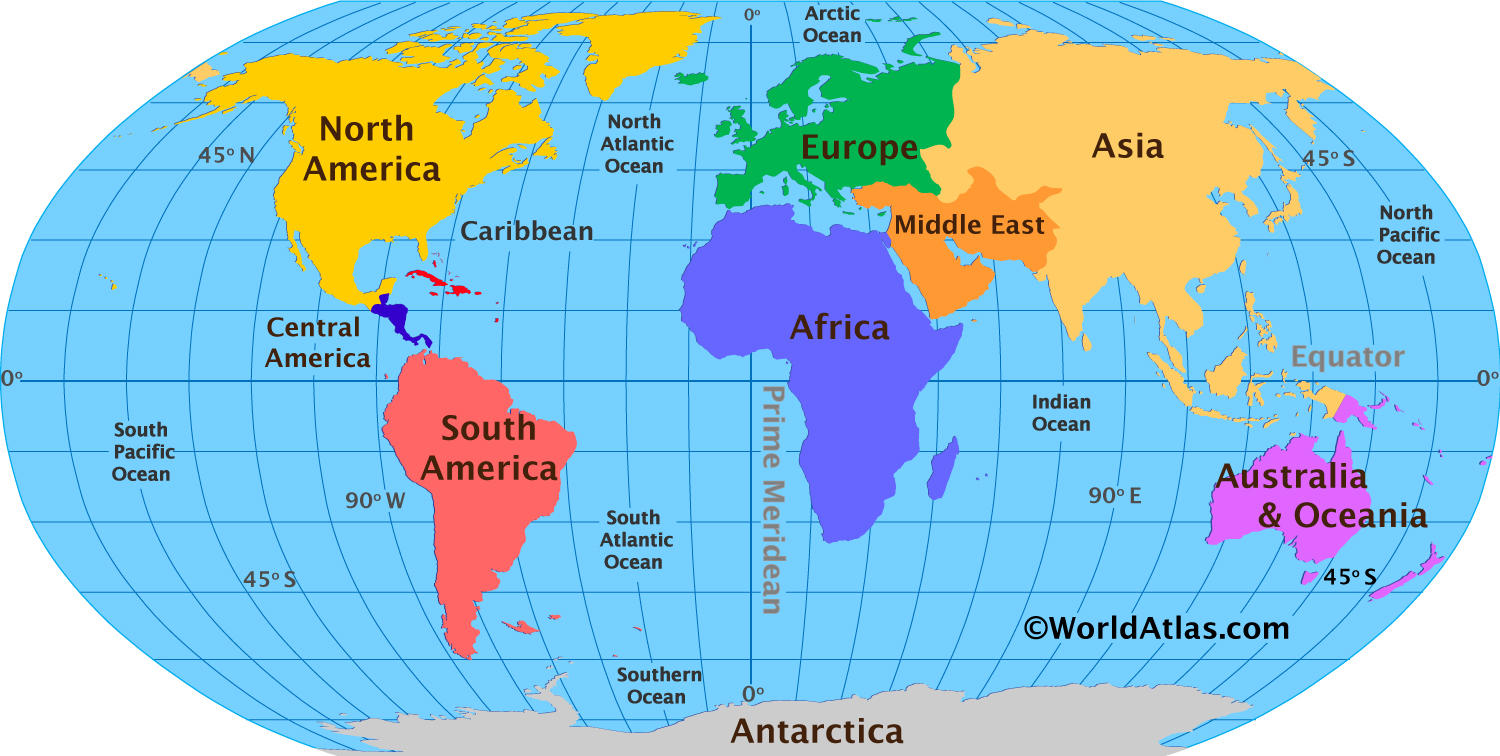 0º
Arctic
Ocean
North
America
45º N
North
Atlantic
Ocean
Europe
Asia
45º S
Caribbean
Middle East
North
Pacific
Ocean
Central
America
Africa
Equator
0º
0º
Prime Meridean
Indian
Ocean
South
America
South
Pacific
Ocean
90º W
90º E
Australia
& Oceania
South
Atlantic
Ocean
45º S
45º S
©WorldAtlas.com
Southern
Ocean
0º
Antarctica